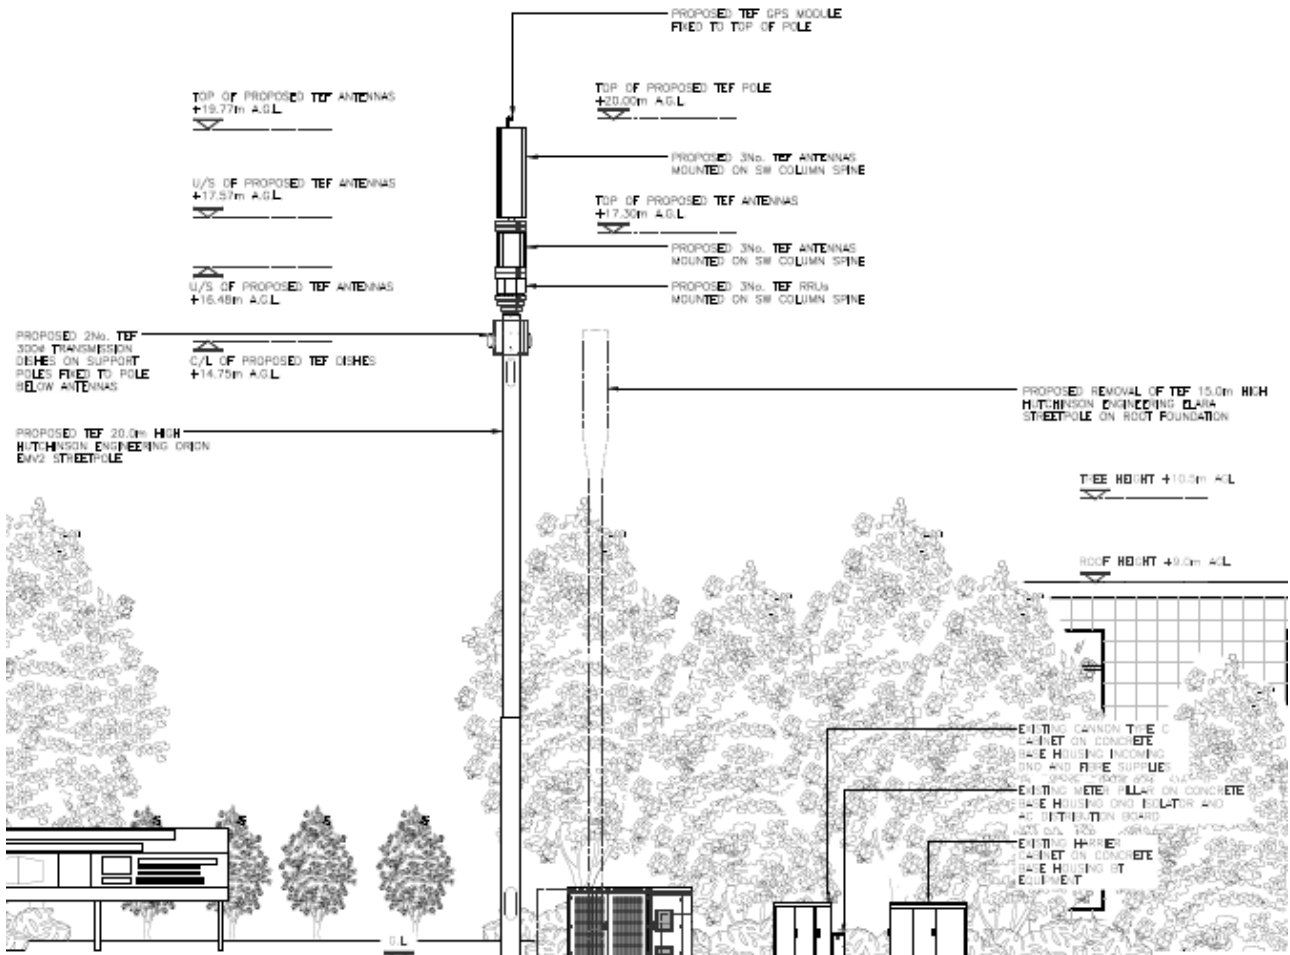 PROPOSED TEF GPS MODULE
FIXED TO TOP OF POLE
TOP OF PROPOSED TEF ANTENNAS
+19.77m A.G.L.
TOP OF PROPOSED TEF POLE
+20.00m A.G.L.
PROPOSED 3No. TEF ANTENNAS
MOUNTED ON SW COLUMN SPINE
U/S OF PROPOSED TEF ANTENNAS
+17.57m A.G.L.
TOP OF PROPOSED TEF ANTENNAS
+17.30m A.G.L.
PROPOSED 3No. TEF ANTENNAS
MOUNTED ON SW COLUMN SPINE
U/S OF PROPOSED TEF ANTENNAS
+16.48m A.G.L.
PROPOSED 3No. TEF RRUs
MOUNTED ON SW COLUMN SPINE
PROPOSED 2No. TEF
300ø TRANSMISSION
DISHES ON SUPPORT
POLES FIXED TO POLE
BELOW ANTENNAS
C/L OF PROPOSED TEF DISHES
+14.75m A.G.L.
PROPOSED REMOVAL OF TEF 15.0m HIGH
HUTCHINSON ENGINEERING ELARA
STREETPOLE ON ROOT FOUNDATION
PROPOSED TEF 20.0m HIGH
HUTCHINSON ENGINEERING ORION
EMV2 STREETPOLE
TREE HEIGHT +10.5m AGL
ROOF HEIGHT +9.0m AGL
EXISTING CANNON TYPE C
CABINET ON CONCRETE
BASE HOUSING INCOMING
DNO AND FIBRE SUPPLIES
EXISTING METER PILLAR ON CONCRETE
BASE HOUSING DNO ISOLATOR AND
AC DISTRIBUTION BOARD
EXISTING HARRIER
CABINET ON CONCRETE
BASE HOUSING BT
EQUIPMENT
G.L